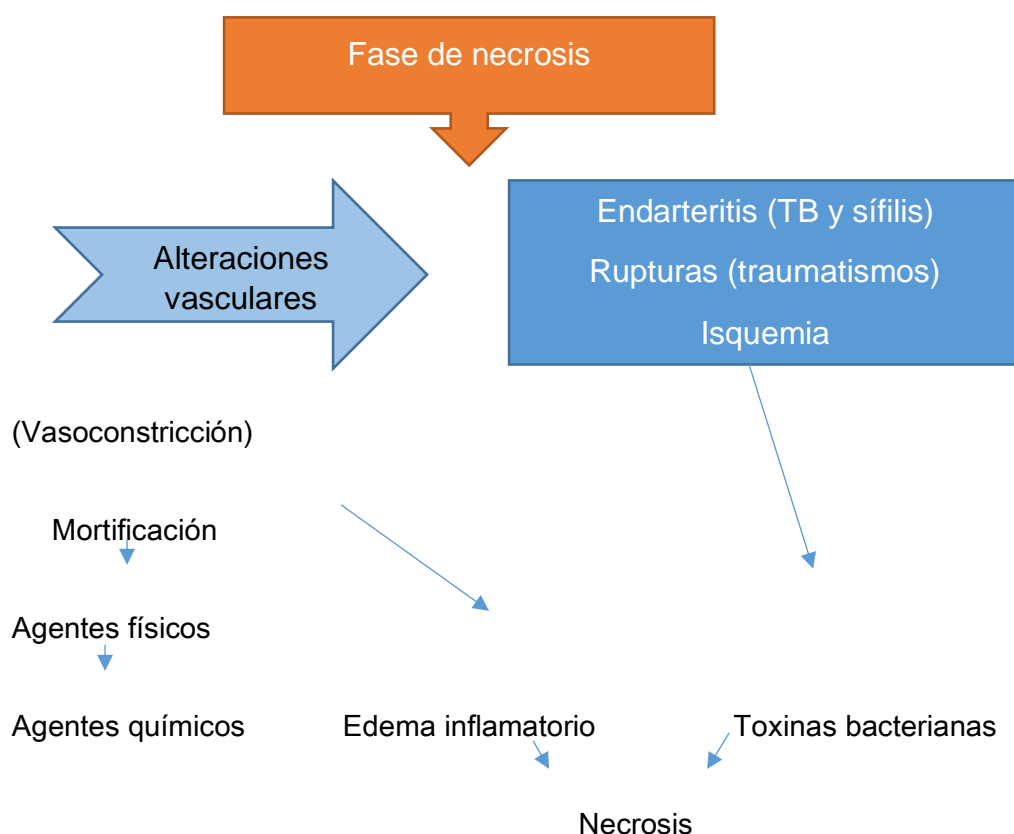 Fase de necrosis
Alteraciones
vasculares
Endarteritis (TB y sífilis)
Rupturas (traumatismos)
Isquemia
(Vasoconstricción)
Mortificación
Agentes físicos
Agentes químicos
Edema inflamatorio
Toxinas bacterianas
Necrosis